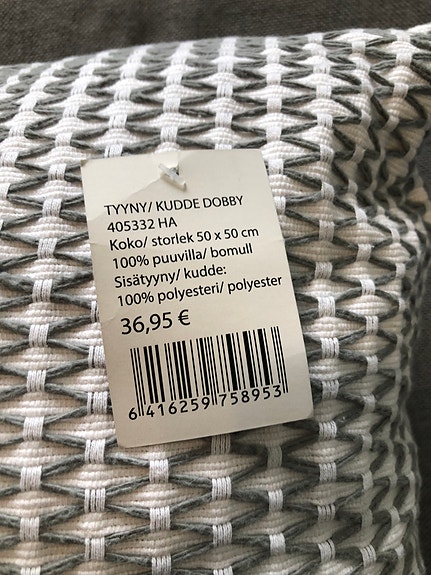 TYYNY/ KUDDE DOBBY
405332 HA
Koko/ storlek 50 x 50 cm
100% puuvilla/ bomull
Sisätyyny/ kudde:
100% polyesteri/ polyester
36,95 €
6 416259 758953